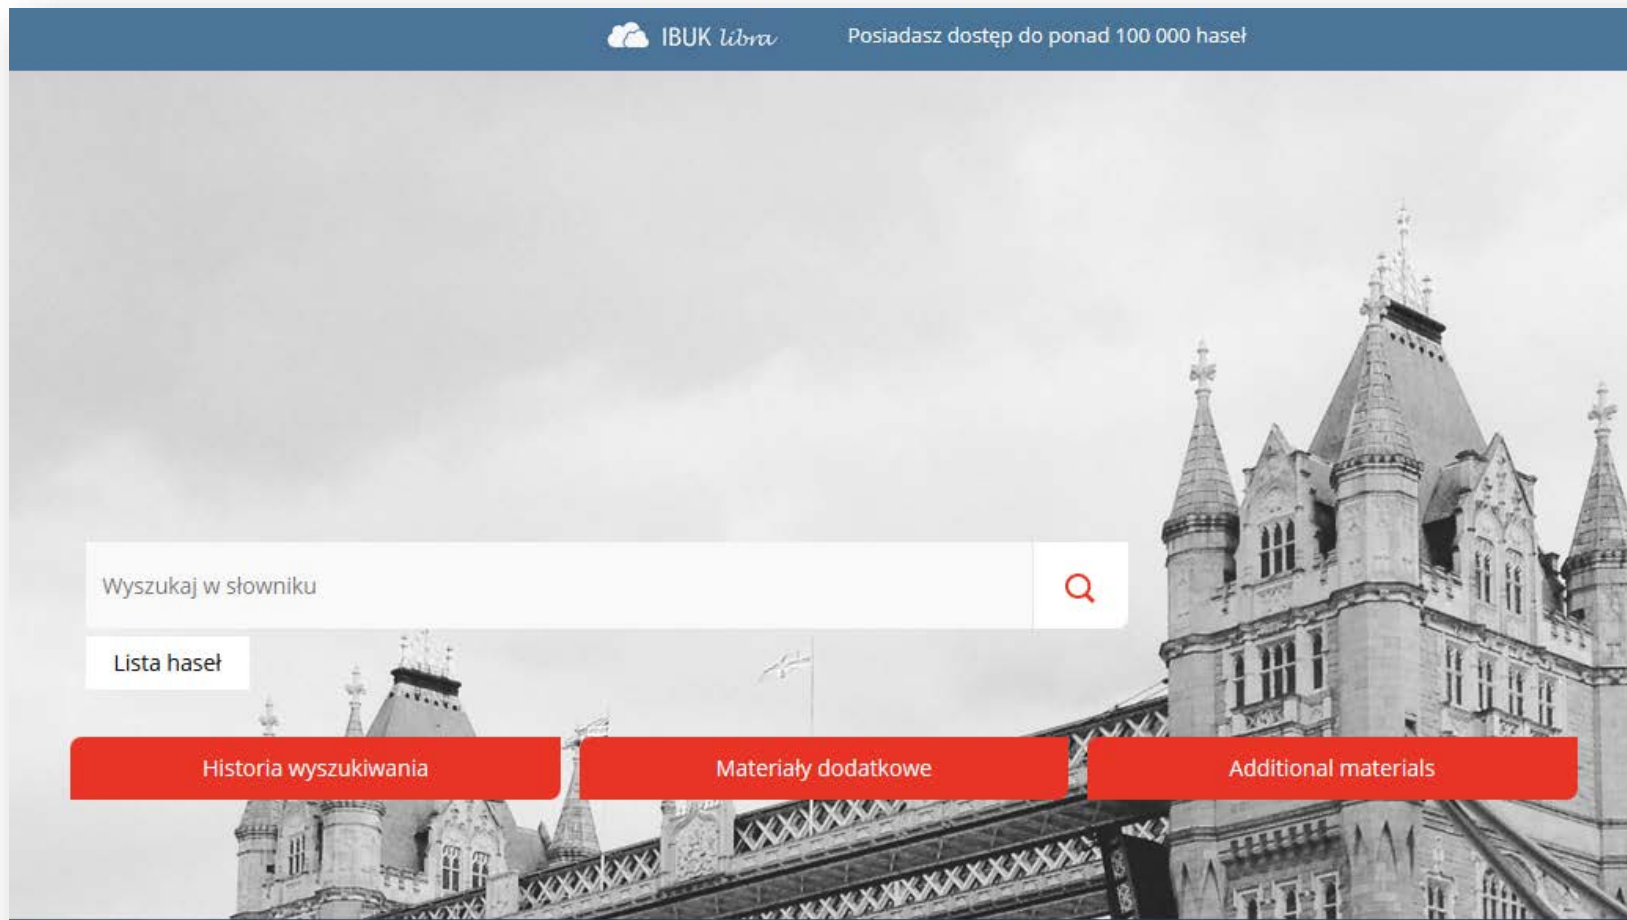 IBUK libra Posiadasz dostęp do ponad 100 000 haseł
Wyszukaj w słowniku
Lista haseł
Historia wyszukiwania Materiały dodatkowe Additional materials